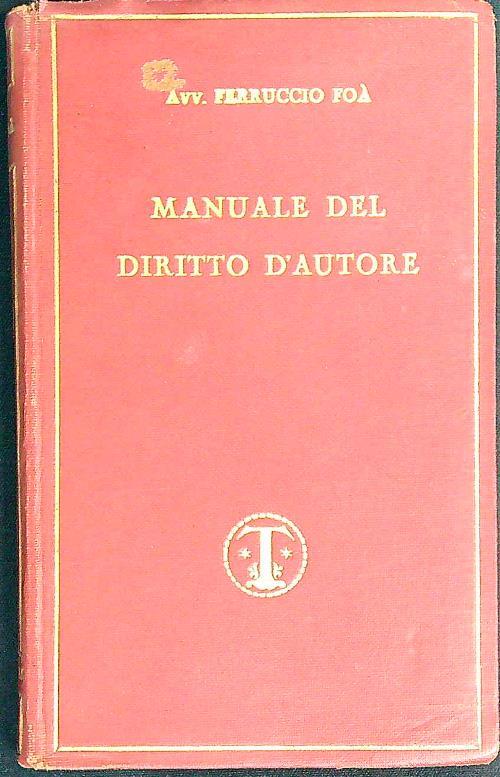 Avv. FERRUCCIO FOÀ
MANUALE DEL
DIRITTO D'AUTORE
T